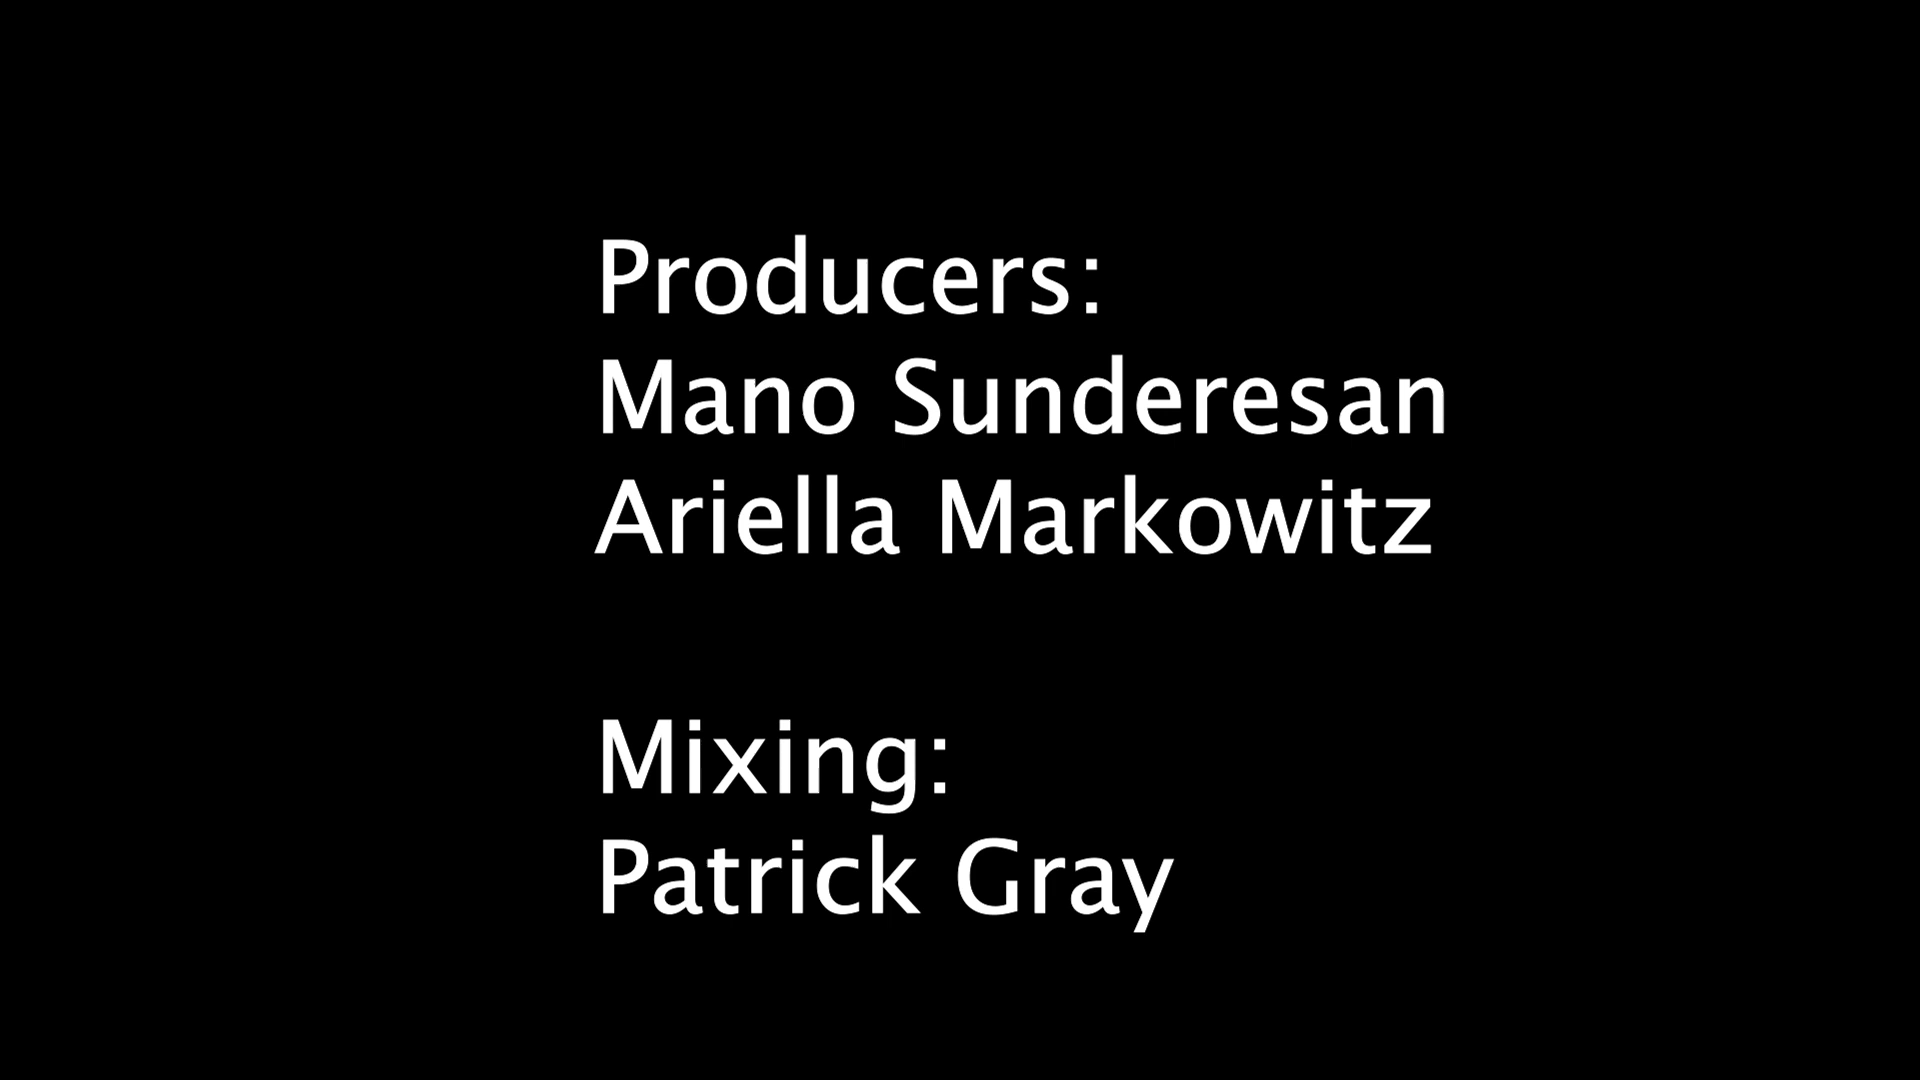 Producers:
Mano Sunderesan
Ariella Markowitz
Mixing:
Patrick Gray